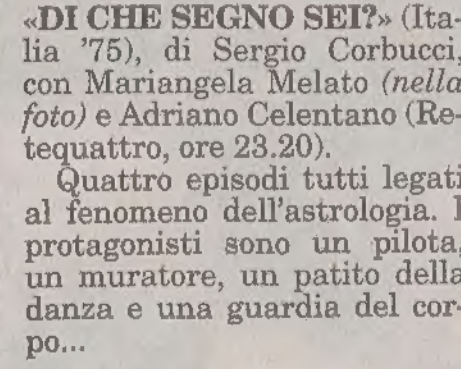 «DI CHE SEGNO SEI?» (Ita-
lia ’75), di Sergio Corbucci,
con Mariangela Melato (nella
foto) e Adriano Celentano (Re-
tequattro, ore 23.20).
Quattro episodi tutti legati
al fenomeno dell’astrologia. I
protagonisti sono un pilota,
un muratore, un patito della
danza e una guardia del cor-
po...